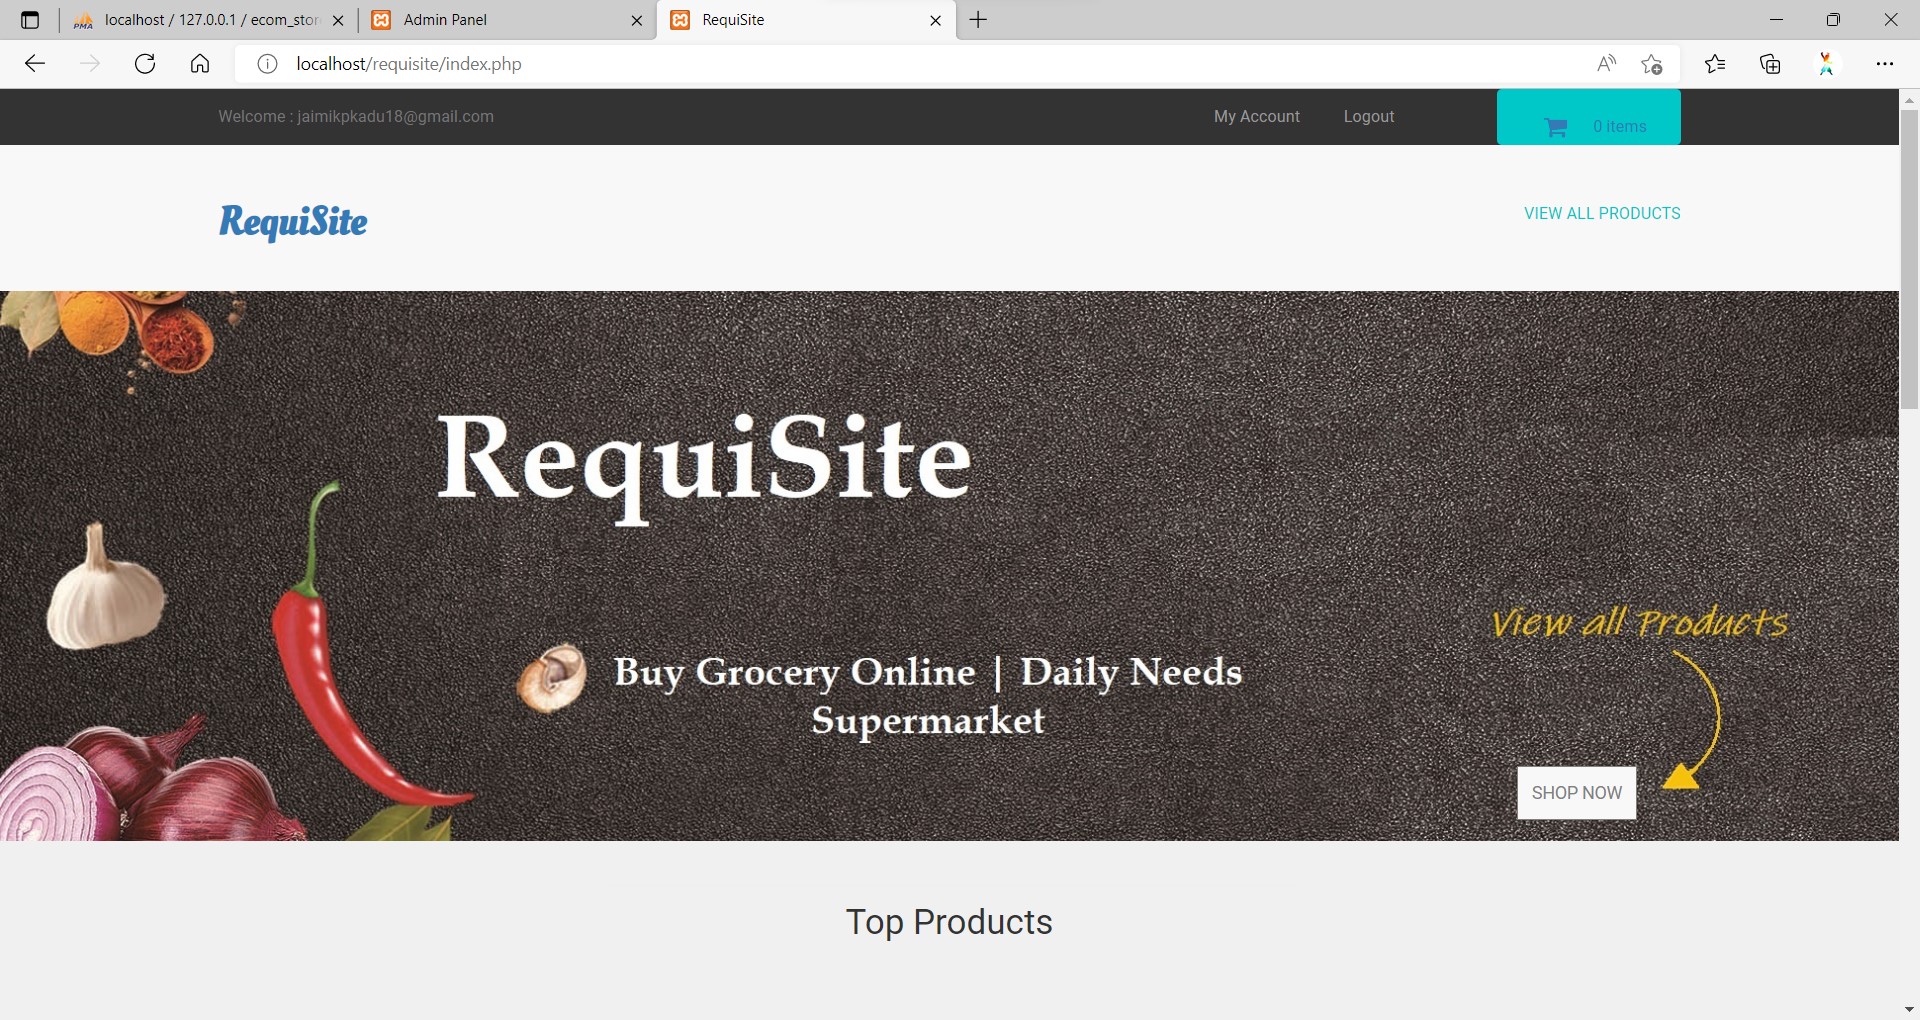 localhost / 127.0.0.1 / ecom_stor
Admin Panel
RequiSite
localhost/requisite/index.php
Welcome : jaimikpkadu18@gmail.com
My Account
Logout
0 items
RequiSite
VIEW ALL PRODUCTS
RequiSite
View all Products
Buy Grocery Online | Daily Needs
Supermarket
SHOP NOW
Top Products